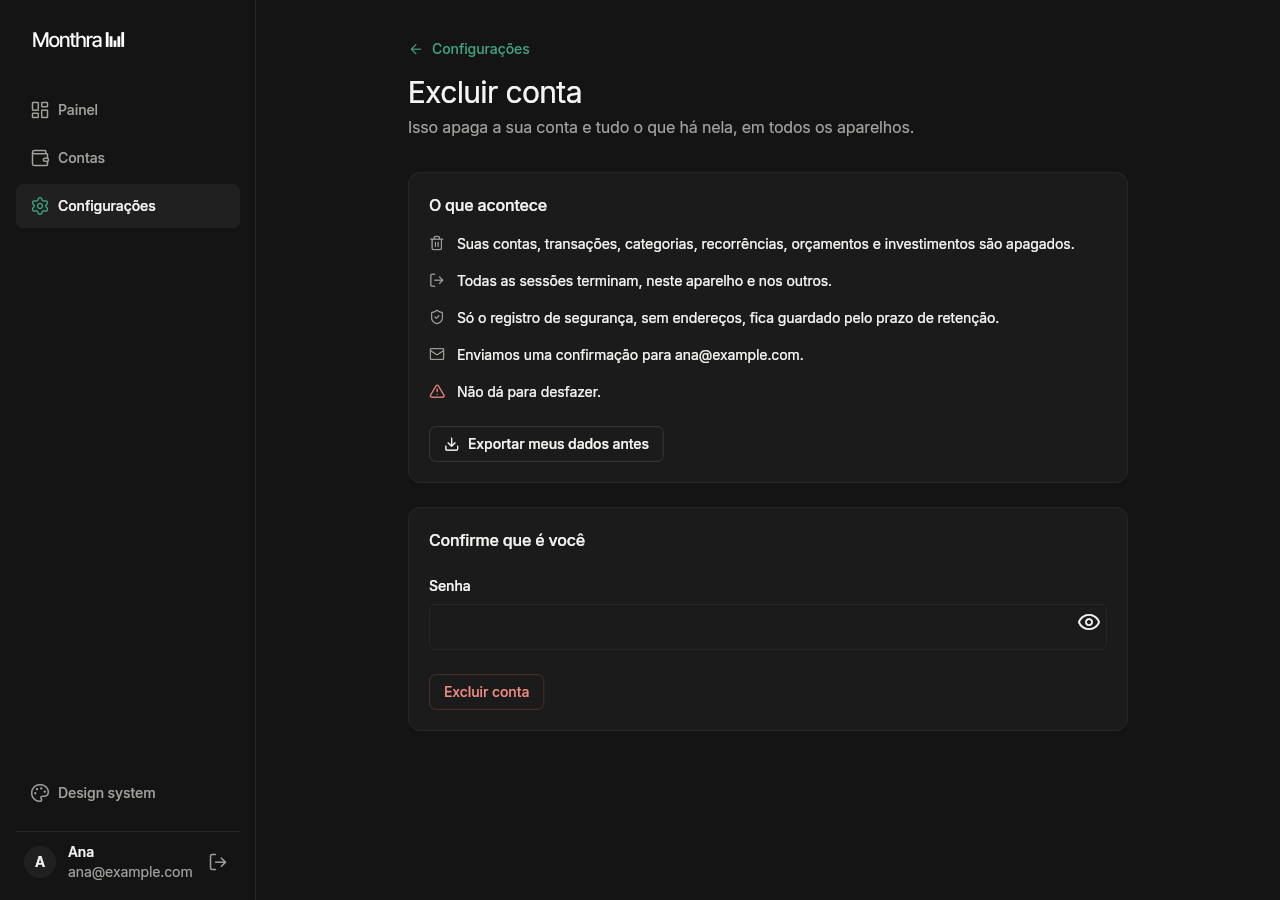 Monthra
Painel
Contas
Configurações
Design system
A
Ana
ana@example.com
Configurações
Excluir conta
Isso apaga a sua conta e tudo o que há nela, em todos os aparelhos.
O que acontece
Suas contas, transações, categorias, recorrências, orçamentos e investimentos são apagados.
Todas as sessões terminam, neste aparelho e nos outros.
Só o registro de segurança, sem endereços, fica guardado pelo prazo de retenção.
Enviamos uma confirmação para ana@example.com.
Não dá para desfazer.
Exportar meus dados antes
Confirme que é você
Senha
Excluir conta